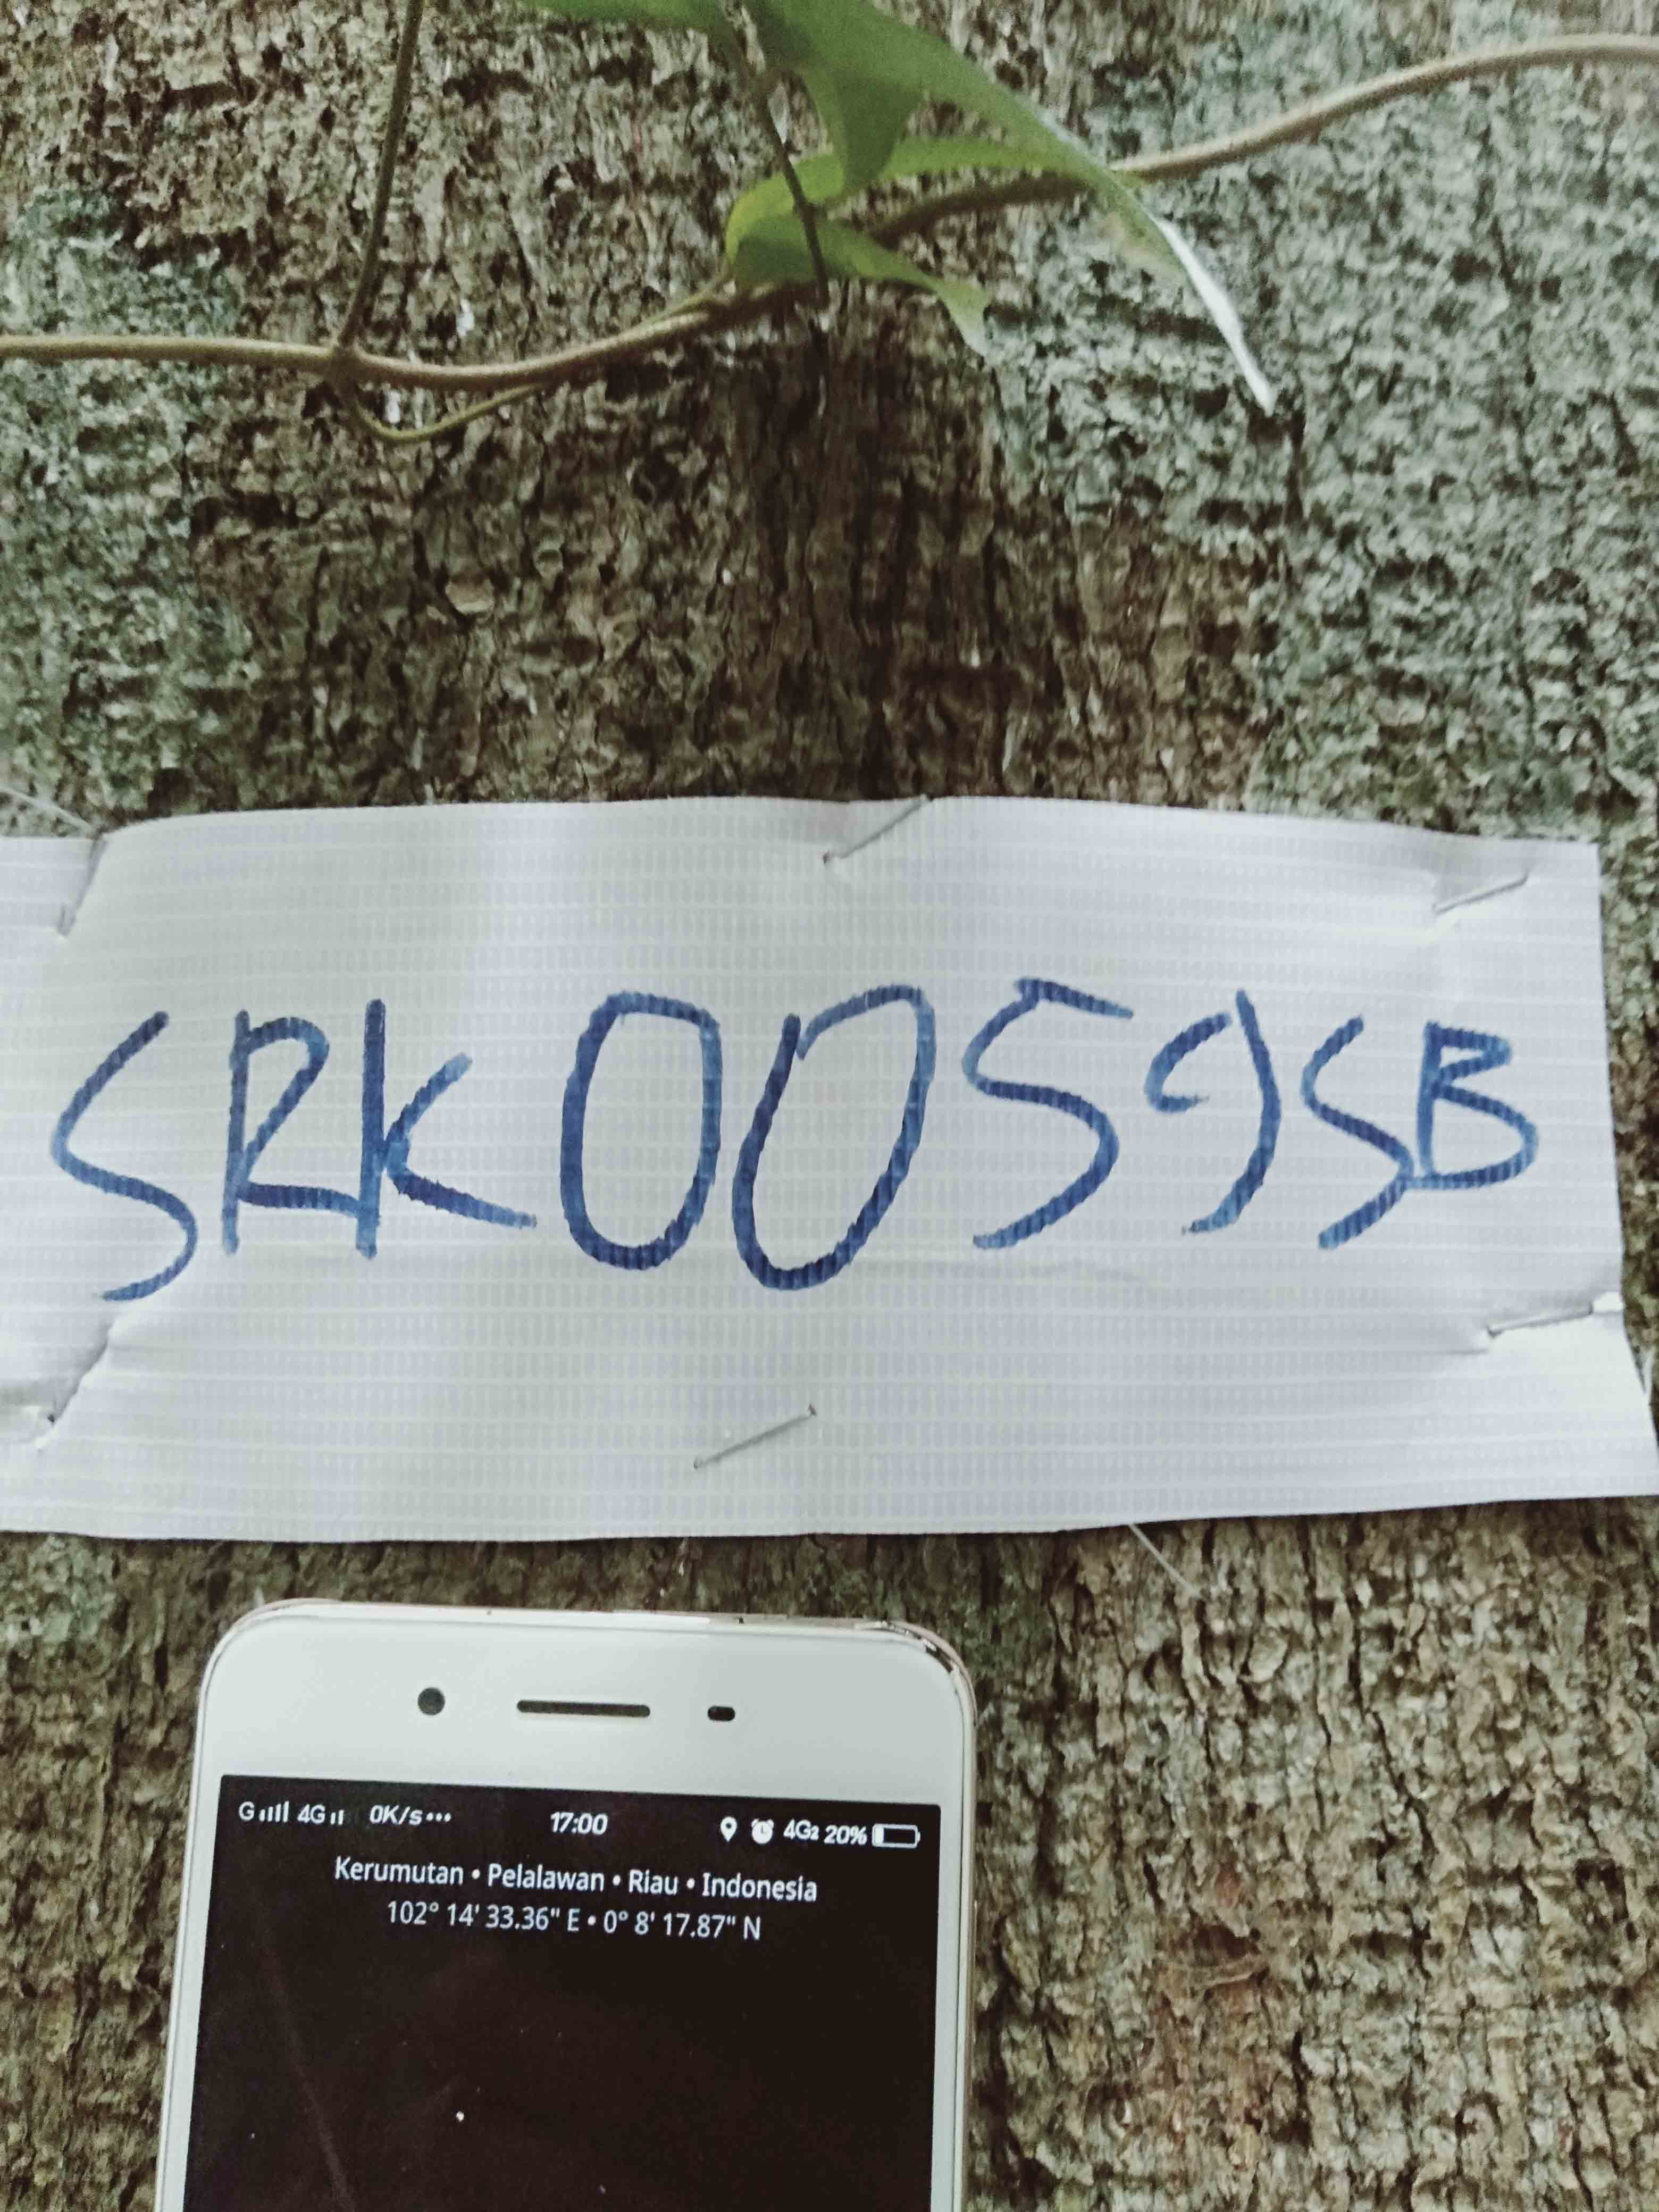 SRK0059SB
G 4G 0K/s... 17:00 4G2 20%
Kerumutan • Pelalawan • Riau • Indonesia
102° 14' 33.36" E • 0° 8' 17.87" N